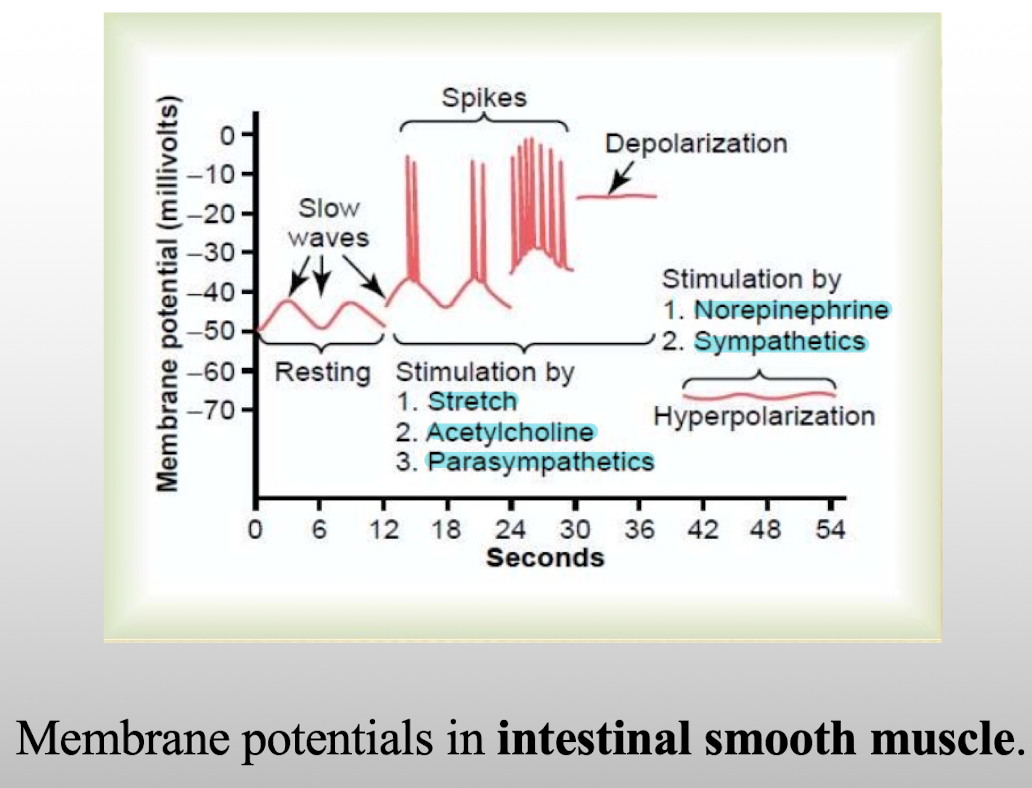 Spikes
Depolarization
Membrane potential (millivolts)
0
–10
–20
–30
–40
–50
–60
–70
Slow
waves
Resting
Stimulation by
1. Stretch
2. Acetylcholine
3. Parasympathetics
Stimulation by
1. Norepinephrine
2. Sympathetics
Hyperpolarization
0 6 12 18 24 30 36 42 48 54
Seconds
Membrane potentials in intestinal smooth muscle.